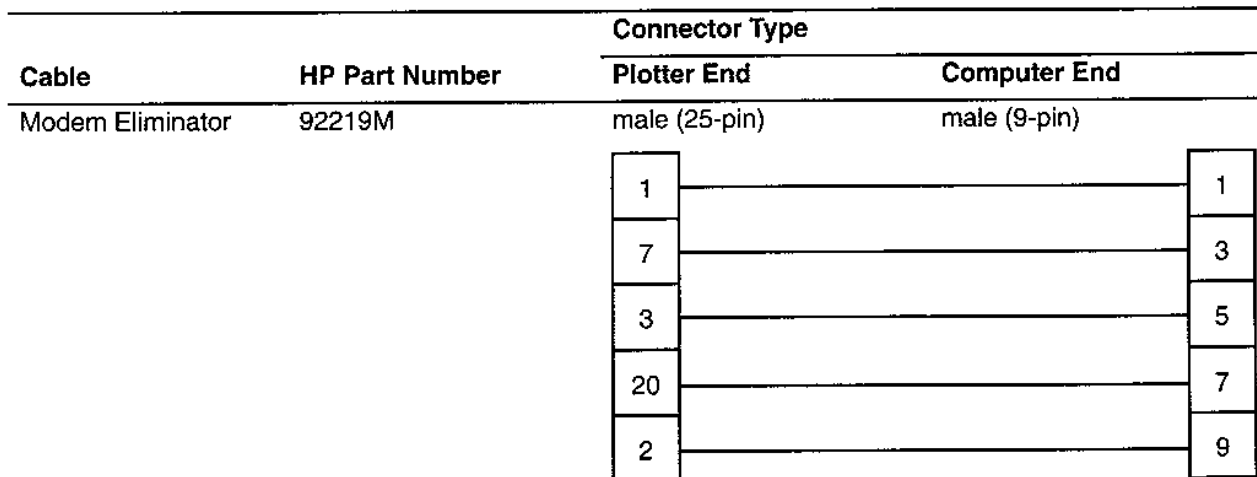 Connector Type
Cable HP Part Number Plotter End Computer End
Modem Eliminator 92219M male (25-pin) male (9-pin)
1 1
7 3
3 5
20 7
2 9